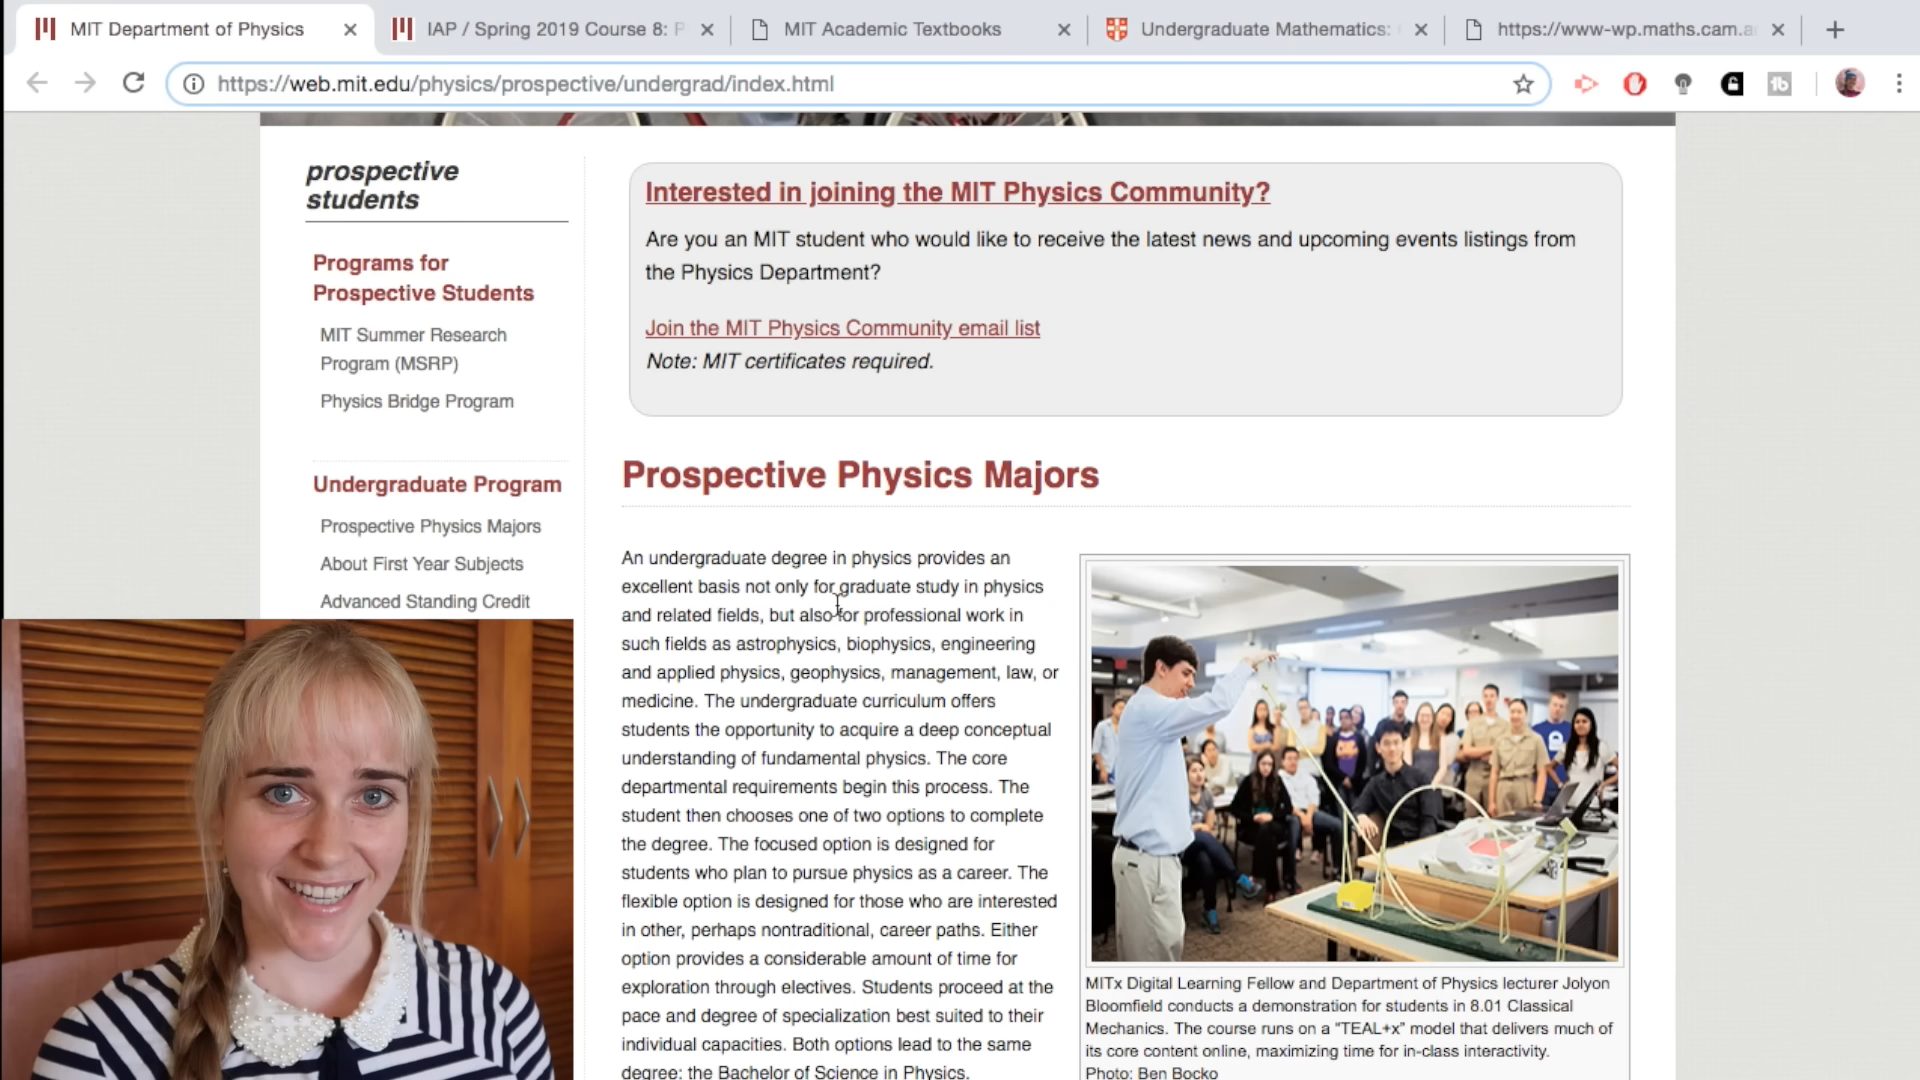 MIT Department of Physics
IAP / Spring 2019 Course 8: P
MIT Academic Textbooks
Undergraduate Mathematics:
https://www-wp.maths.cam.a
https://web.mit.edu/physics/prospective/undergrad/index.html
prospective
students
Programs for
Prospective Students
MIT Summer Research
Program (MSRP)
Physics Bridge Program
Undergraduate Program
Prospective Physics Majors
About First Year Subjects
Advanced Standing Credit
Interested in joining the MIT Physics Community?
Are you an MIT student who would like to receive the latest news and upcoming events listings from
the Physics Department?
Join the MIT Physics Community email list
Note: MIT certificates required.
Prospective Physics Majors
An undergraduate degree in physics provides an
excellent basis not only for graduate study in physics
and related fields, but also for professional work in
such fields as astrophysics, biophysics, engineering
and applied physics, geophysics, management, law, or
medicine. The undergraduate curriculum offers
students the opportunity to acquire a deep conceptual
understanding of fundamental physics. The core
departmental requirements begin this process. The
student then chooses one of two options to complete
the degree. The focused option is designed for
students who plan to pursue physics as a career. The
flexible option is designed for those who are interested
in other, perhaps nontraditional, career paths. Either
option provides a considerable amount of time for
exploration through electives. Students proceed at the
pace and degree of specialization best suited to their
individual capacities. Both options lead to the same
degree: the Bachelor of Science in Physics.
MITx Digital Learning Fellow and Department of Physics lecturer Jolyon
Bloomfield conducts a demonstration for students in 8.01 Classical
Mechanics. The course runs on a "TEAL+x" model that delivers much of
its core content online, maximizing time for in-class interactivity.
Photo: Ben Bocko